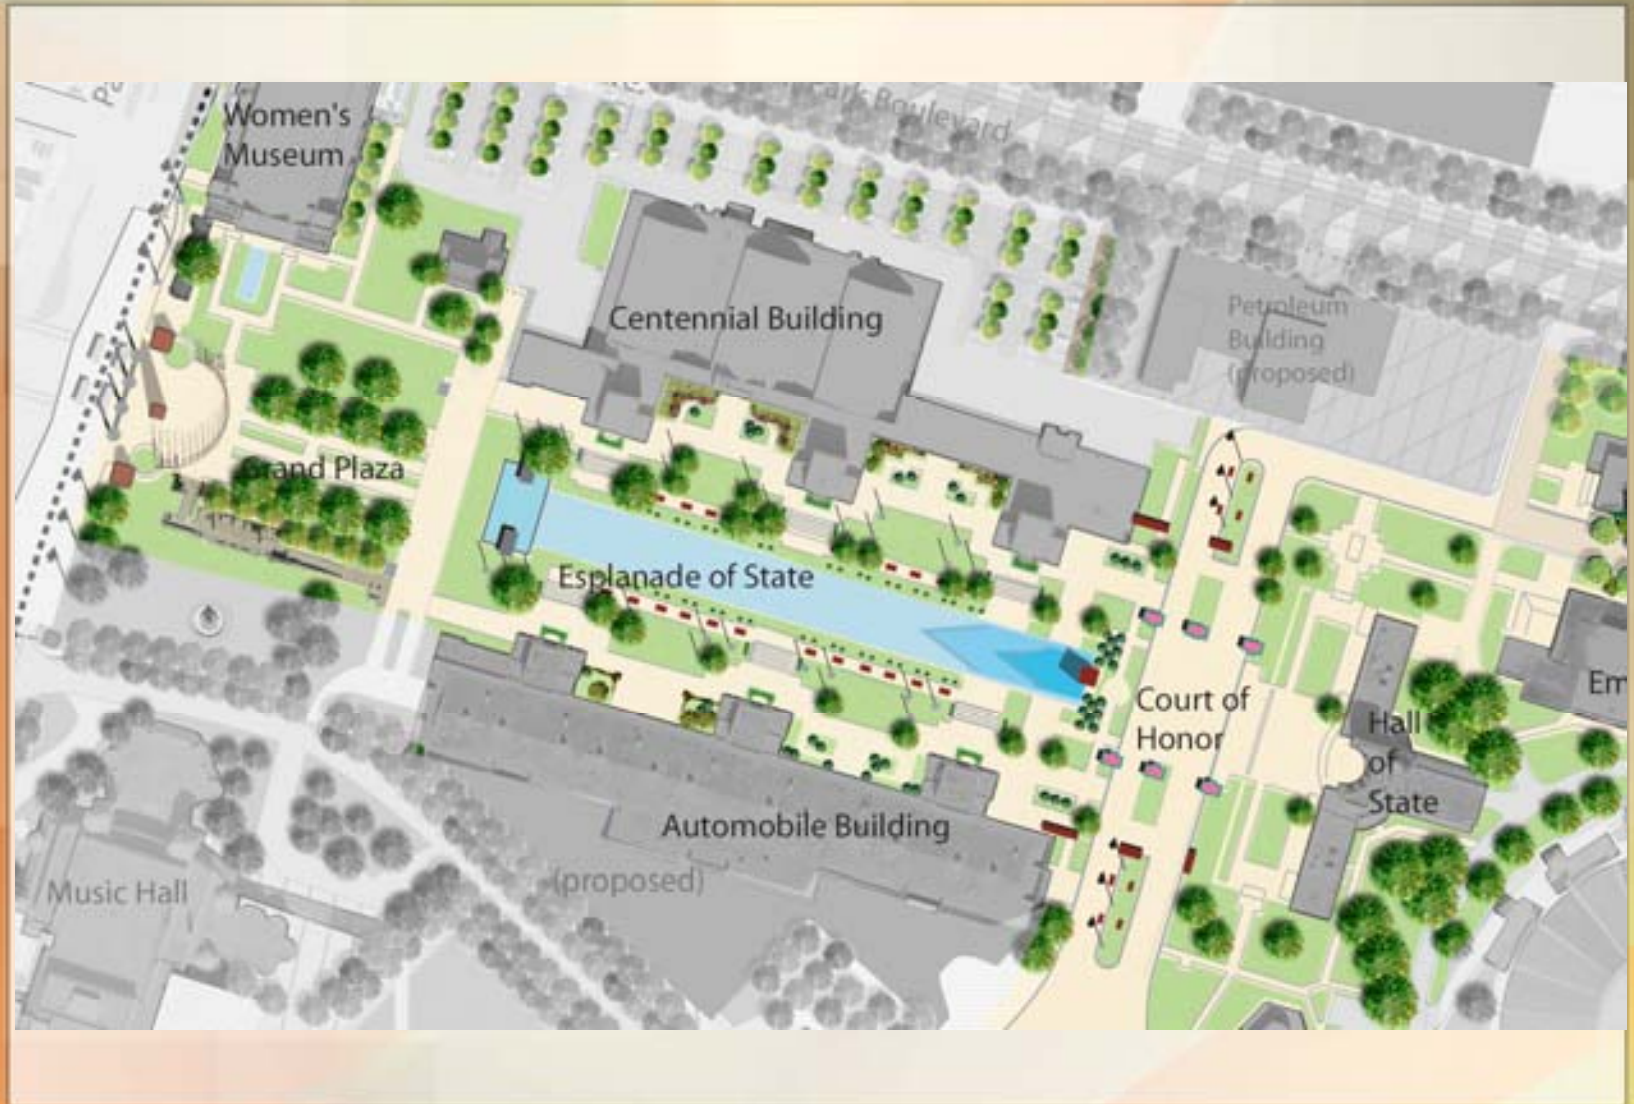 Women's
Museum
Park Boulevard
Centennial Building
Petroleum
Building
(proposed)
Grand Plaza
Esplanade of State
Court of
Honor
Hall
of
State
Em
Automobile Building
(proposed)
Music Hall